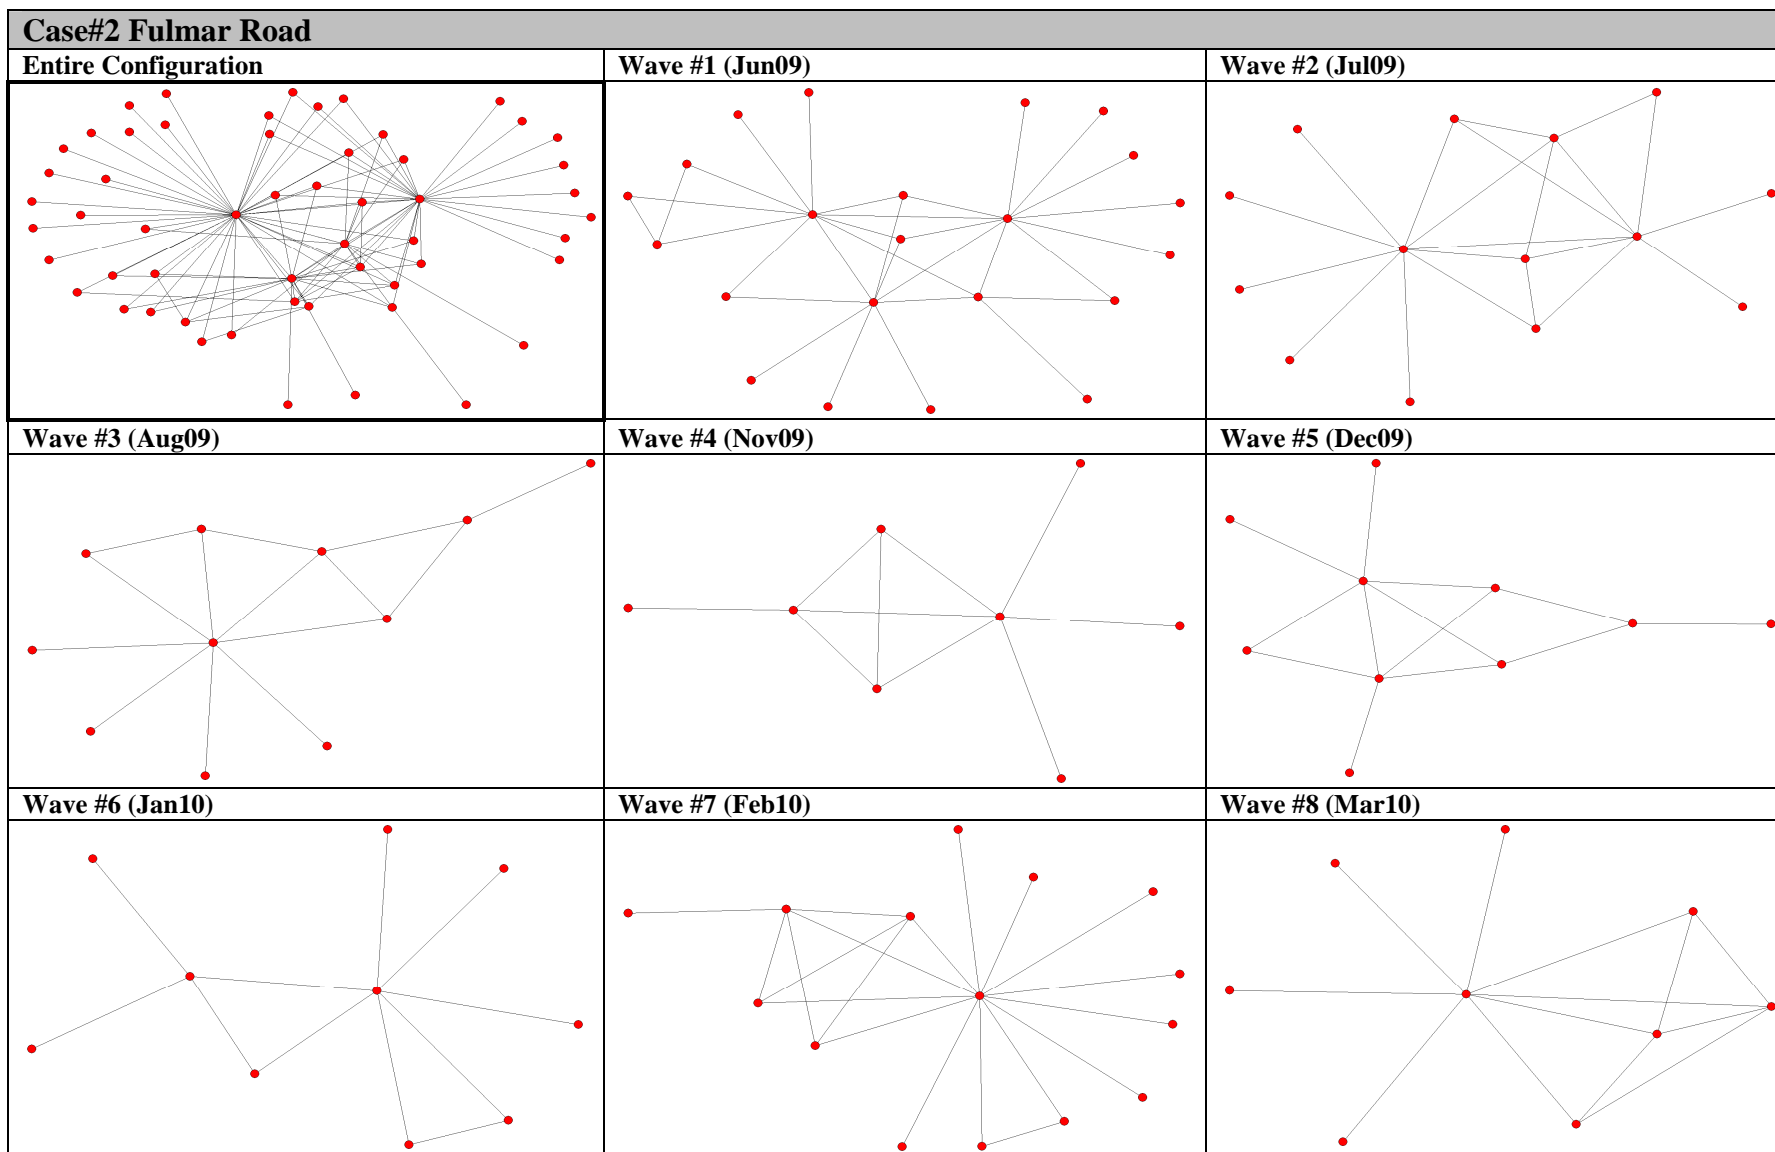 Case#2 Fulmar Road
Entire Configuration
Wave #1 (Jun09)
Wave #2 (Jul09)
Wave #3 (Aug09)
Wave #4 (Nov09)
Wave #5 (Dec09)
Wave #6 (Jan10)
Wave #7 (Feb10)
Wave #8 (Mar10)